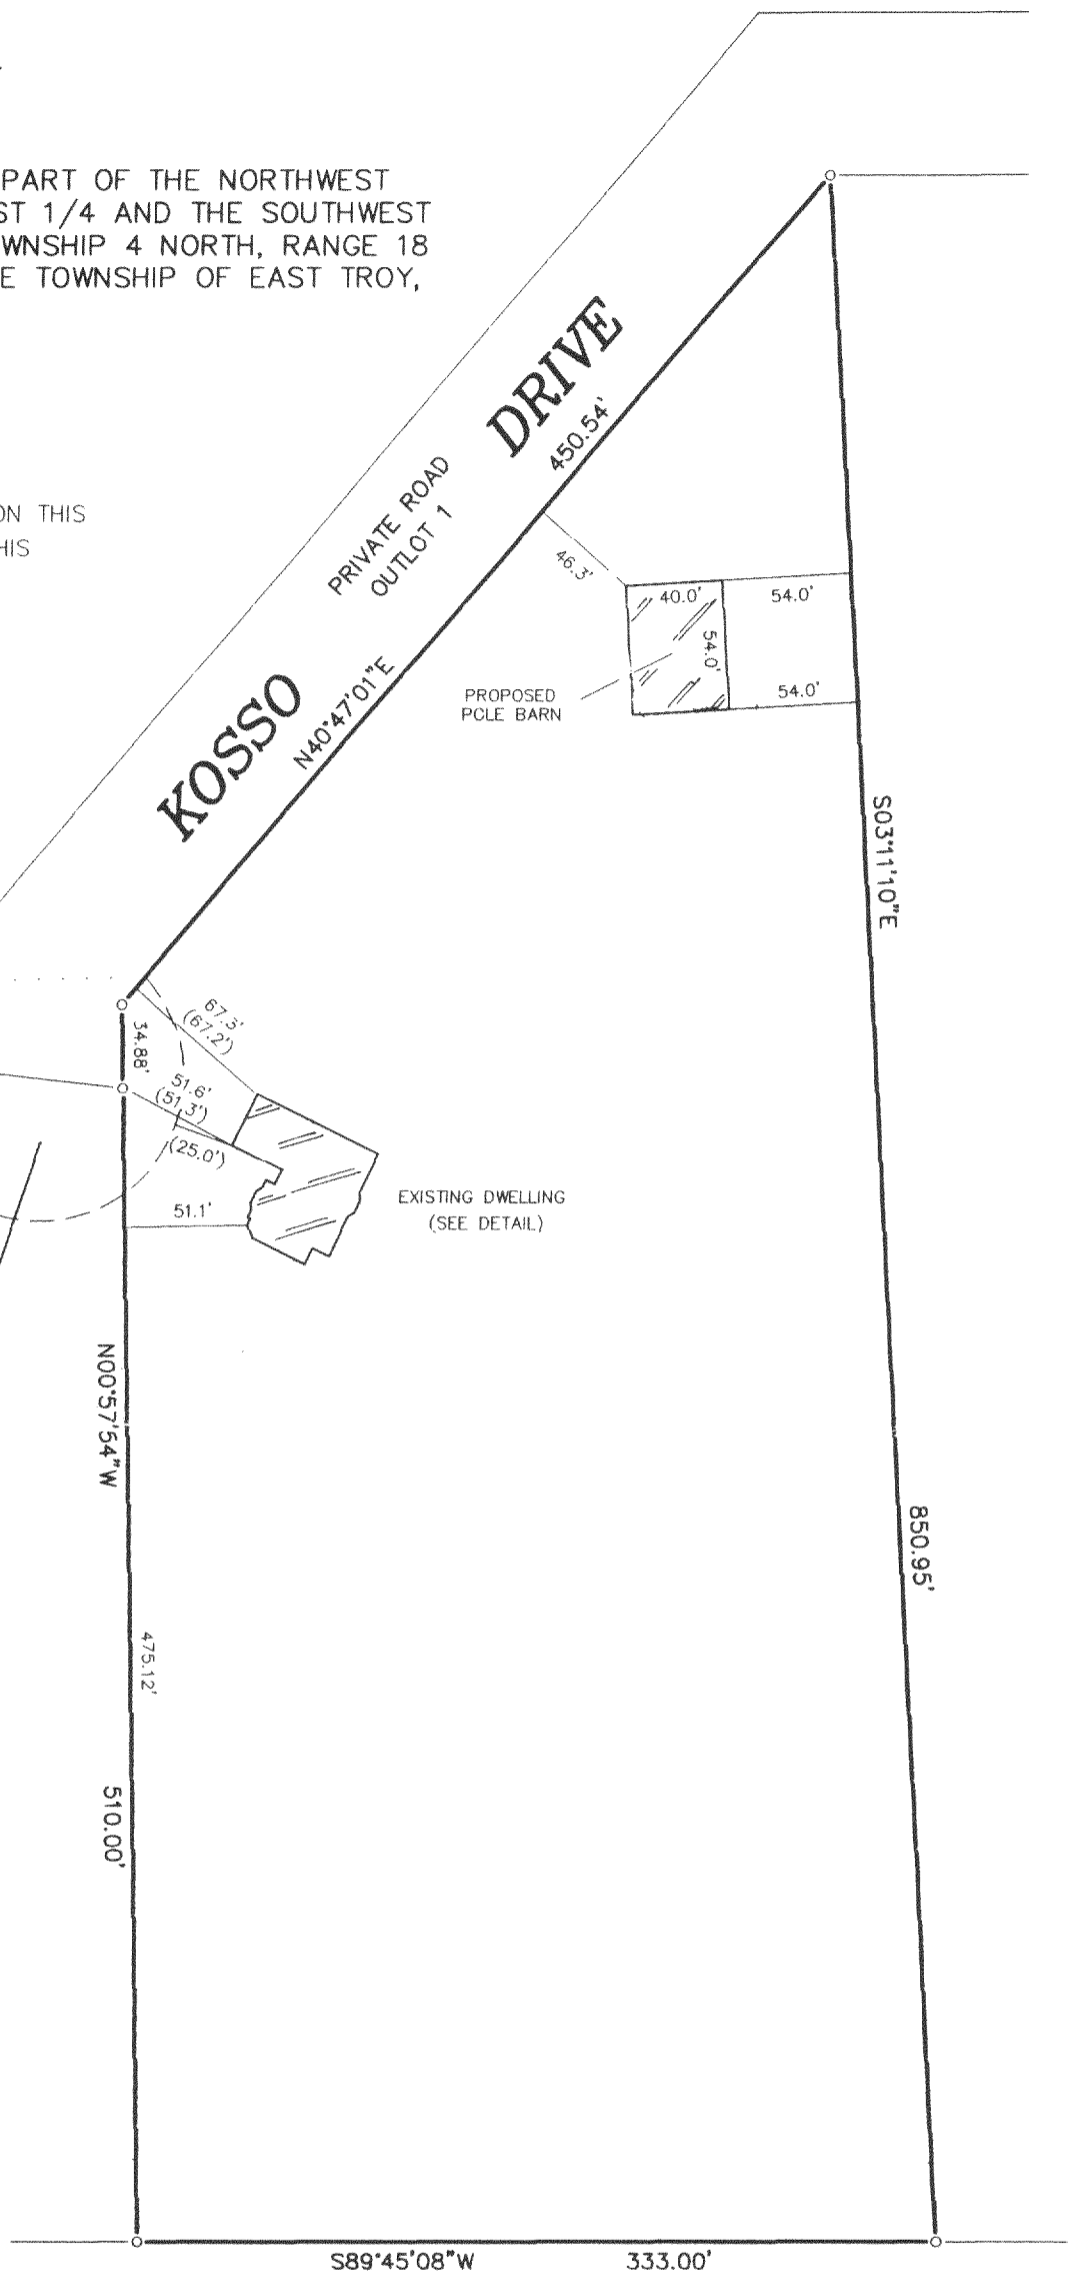 PART OF THE NORTHWEST
ST 1/4 AND THE SOUTHWEST
WNSHIP 4 NORTH, RANGE 18
E TOWNSHIP OF EAST TROY,
ON THIS
HIS
KOSSO DRIVE
PRIVATE ROAD
OUTLOT 1
450.54'
N40°47'01"E
46.3'
40.0'
54.0'
54.0'
54.0'
PROPOSED
PCLE BARN
S03°11'10"E
850.95'
34.88'
67.3'
(67.2')
51.6'
(51.3')
(25.0')
51.1'
EXISTING DWELLING
(SEE DETAIL)
N00°57'54"W
475.12'
510.00'
S89°45'08"W 333.00'